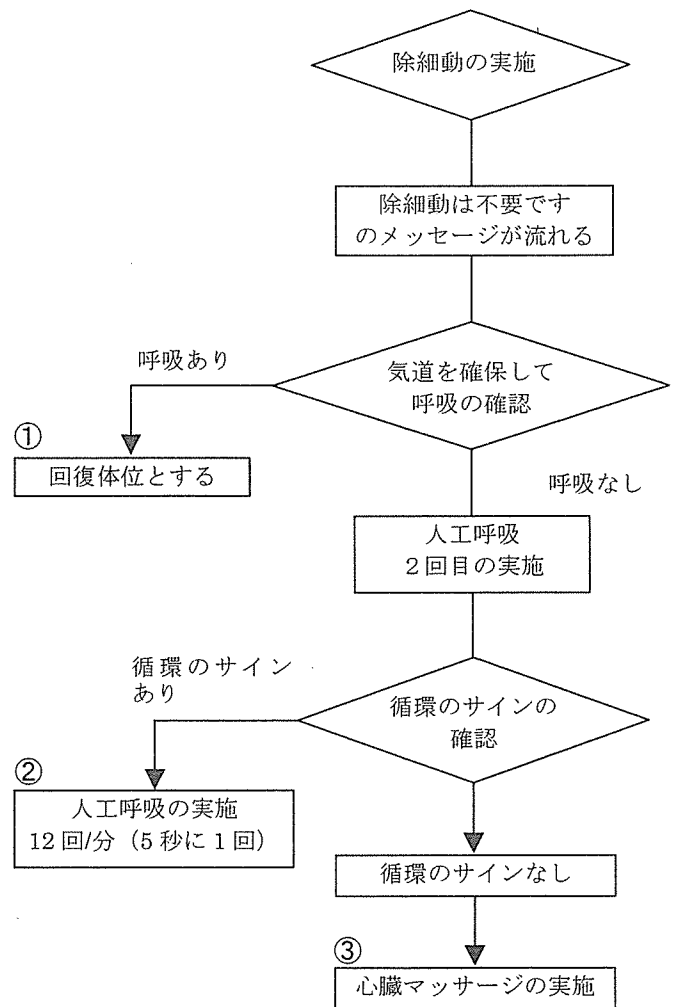 除細動の実施
除細動は不要です
のメッセージが流れる
呼吸あり
気道を確保して
呼吸の確認
①
回復体位とする
呼吸なし
人工呼吸
2回目の実施
循環のサイン
あり
循環のサインの
確認
②
人工呼吸の実施
12回/分（5秒に1回）
循環のサインなし
③
心臓マッサージの実施